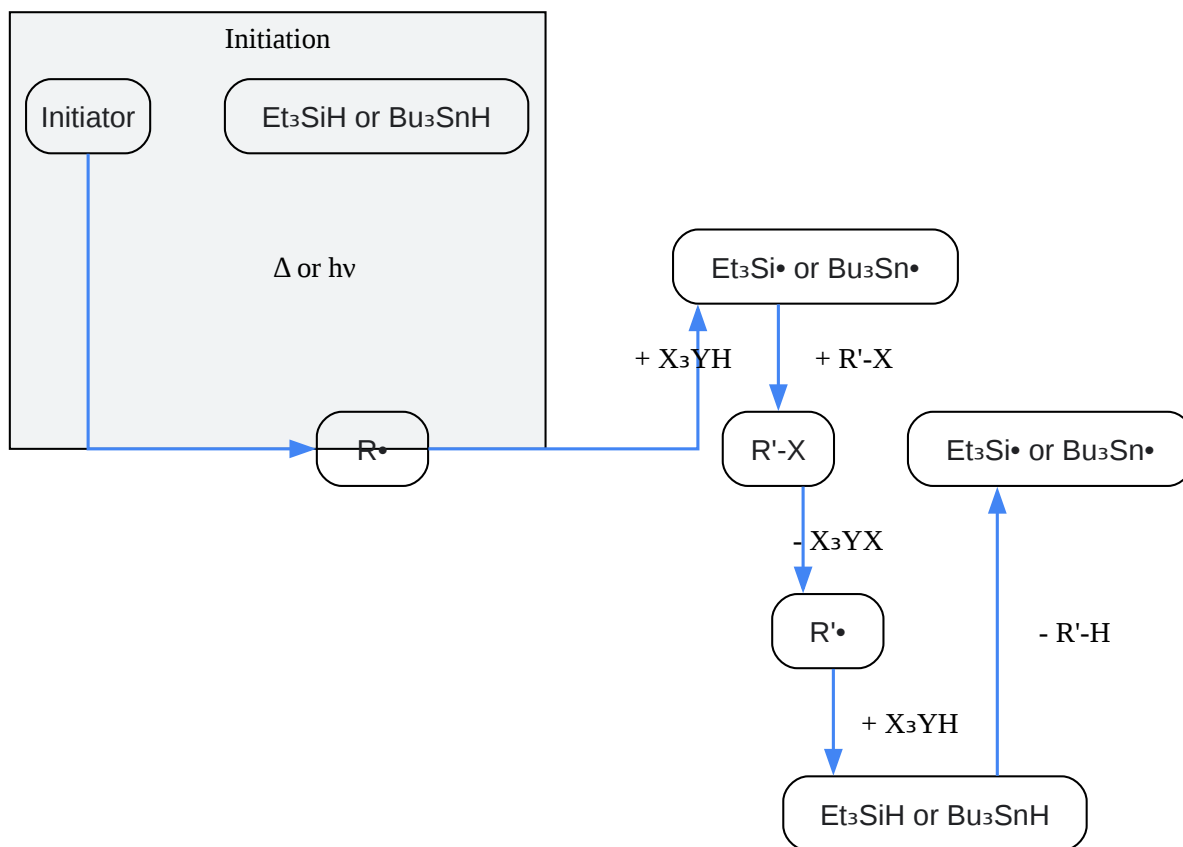 Initiation
Initiator
Et₃SiH or Bu₃SnH
Δ or hν
Et₃Si• or Bu₃Sn•
+ X₃YH
+ R'-X
R•
R'-X
Et₃Si• or Bu₃Sn•
- X₃YX
R'•
- R'-H
+ X₃YH
Et₃SiH or Bu₃SnH